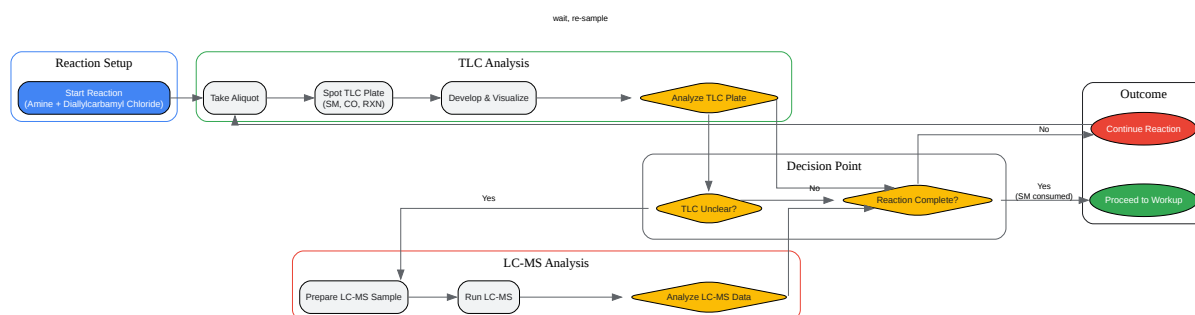 wait, re-sample
Reaction Setup
Start Reaction
(Amine + Diallylcarbamyl Chloride)
TLC Analysis
Take Aliquot
Spot TLC Plate
(SM, CO, RXN)
Develop & Visualize
Analyze TLC Plate
Outcome
Continue Reaction
No
Decision Point
TLC Unclear?
No
Reaction Complete?
Yes
(SM consumed)
Proceed to Workup
Yes
LC-MS Analysis
Prepare LC-MS Sample
Run LC-MS
Analyze LC-MS Data